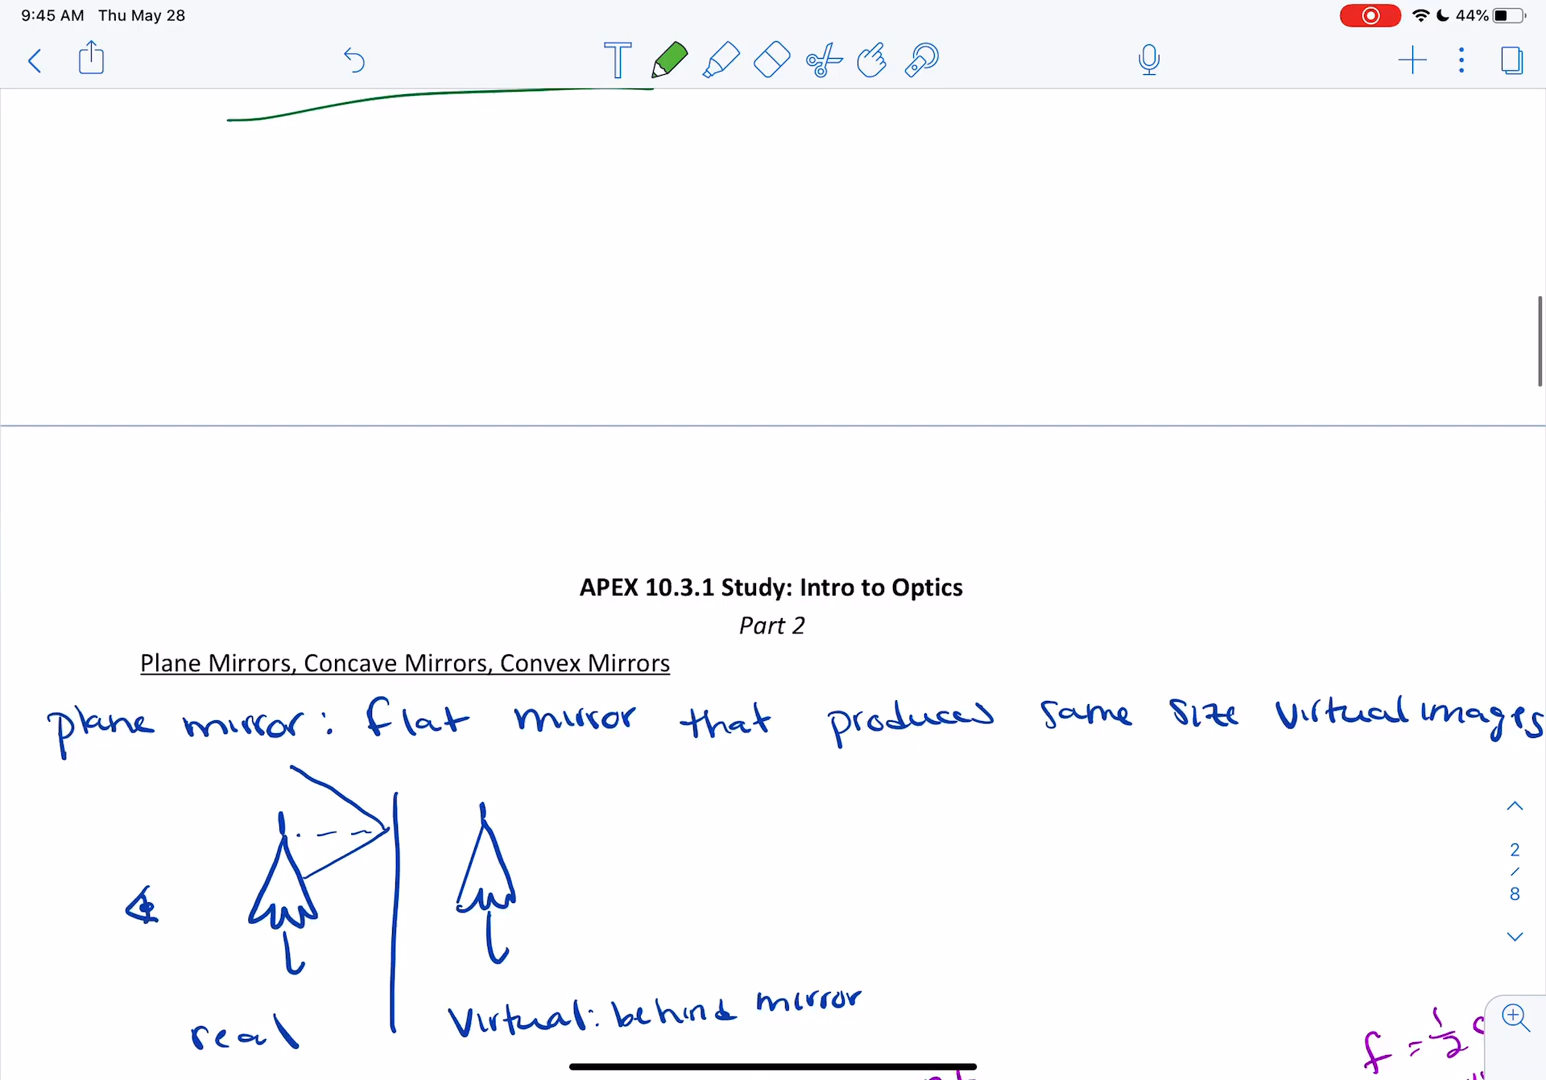 9:45 AM Thu May 28
44%
T
APEX 10.3.1 Study: Intro to Optics
Part 2
Plane Mirrors, Concave Mirrors, Convex Mirrors
plane mirror: flat mirror that produces same size virtual images
2
/
8
real
Virtual: behind mirror
f = 1/2